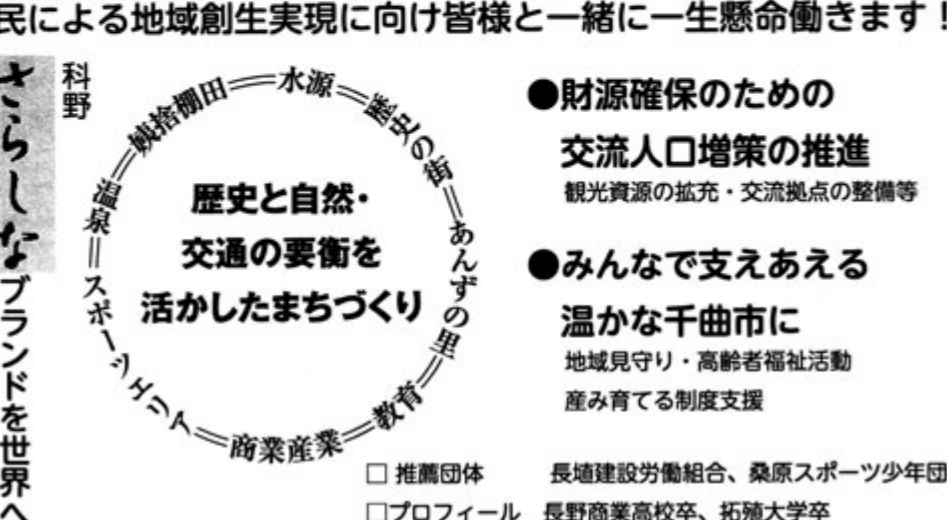 民による地域創生実現に向け皆様と一緒に一生懸命働きます！
科野
さらしなブランドを世界へ
水源＝歴史の街＝あんずの里＝教育＝商業産業＝スポーツエリア＝温泉＝姨捨棚田＝
歴史と自然・
交通の要衝を
活かしたまちづくり
●財源確保のための
交流人口増策の推進
観光資源の拡充・交流拠点の整備等
●みんなで支えあえる
温かな千曲市に
地域見守り・高齢者福祉活動
産み育てる制度支援
□ 推薦団体 長埴建設労働組合、桑原スポーツ少年団
□プロフィール 長野商業高校卒、拓殖大学卒